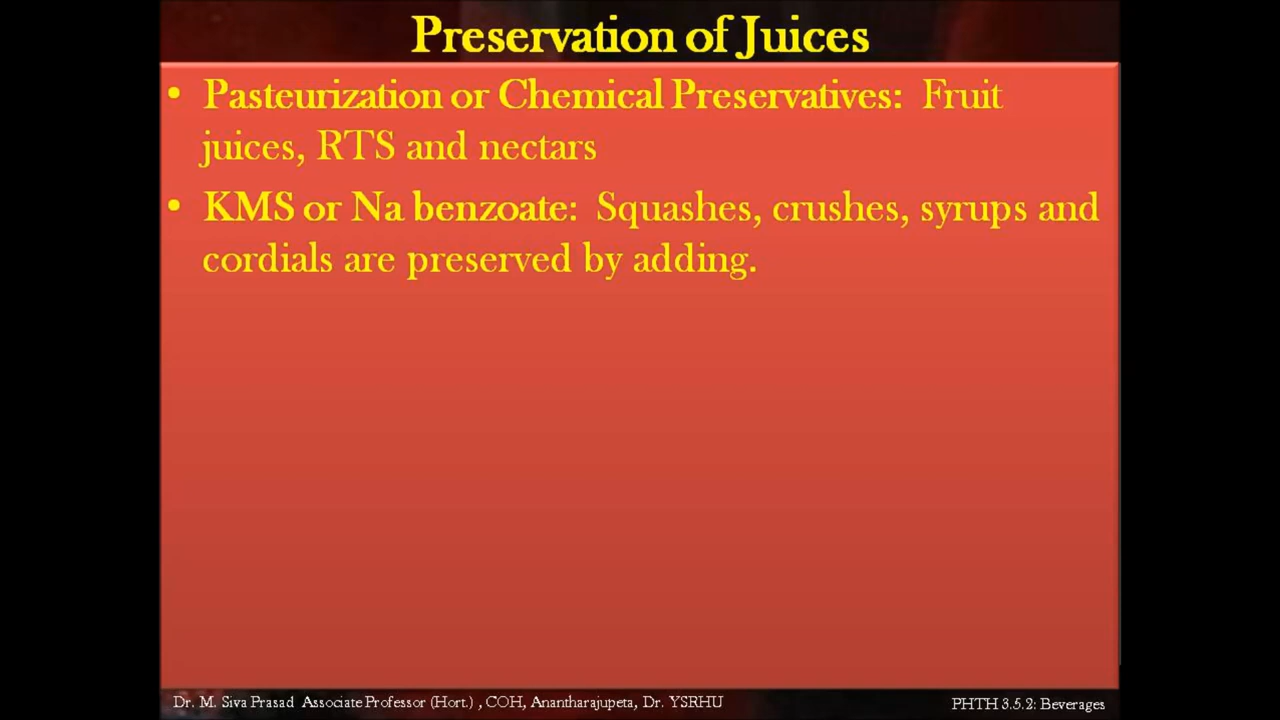 Preservation of Juices
• Pasteurization or Chemical Preservatives: Fruit
juices, RTS and nectars
• KMS or Na benzoate: Squashes, crushes, syrups and
cordials are preserved by adding.
Dr. M. Siva Prasad Associate Professor (Hort.) , COH, Anantharajupeta, Dr. YSRHU
PHTH 3.5.2: Beverages